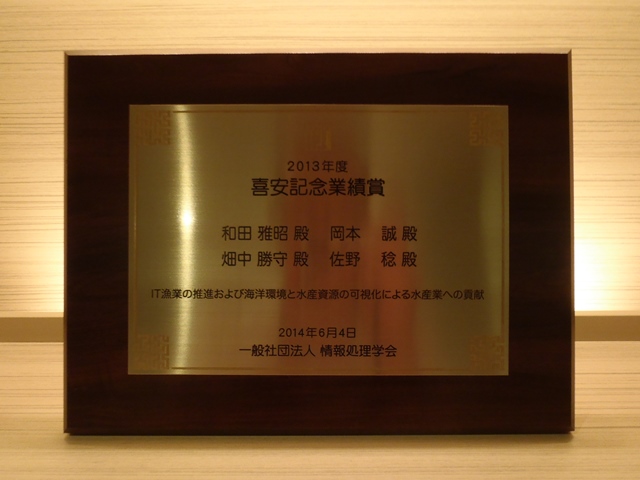 2013年度
喜安記念業績賞
和田 雅昭 殿 岡本 誠 殿
畑中 勝守 殿 佐野 稔 殿
IT漁業の推進および海洋環境と水産資源の可視化による水産業への貢献
2014年6月4日
一般社団法人 情報処理学会